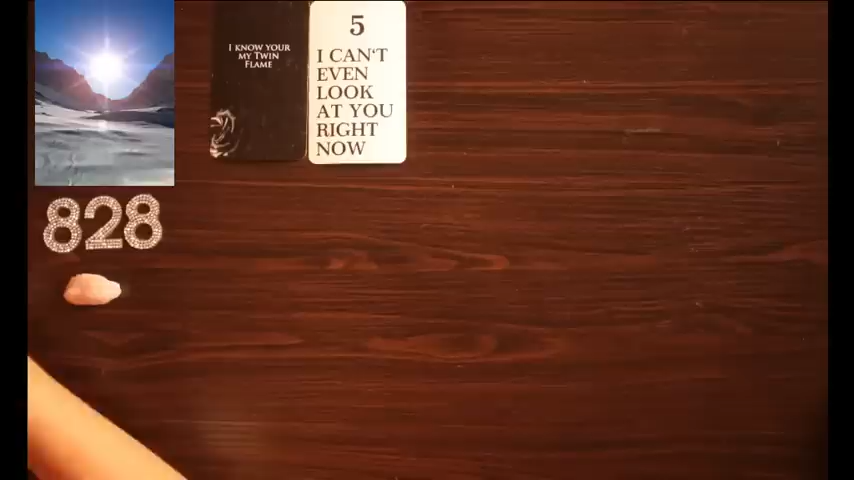 I KNOW YOUR
MY TWIN
FLAME
5
I CAN'T
EVEN
LOOK
AT YOU
RIGHT
NOW
828